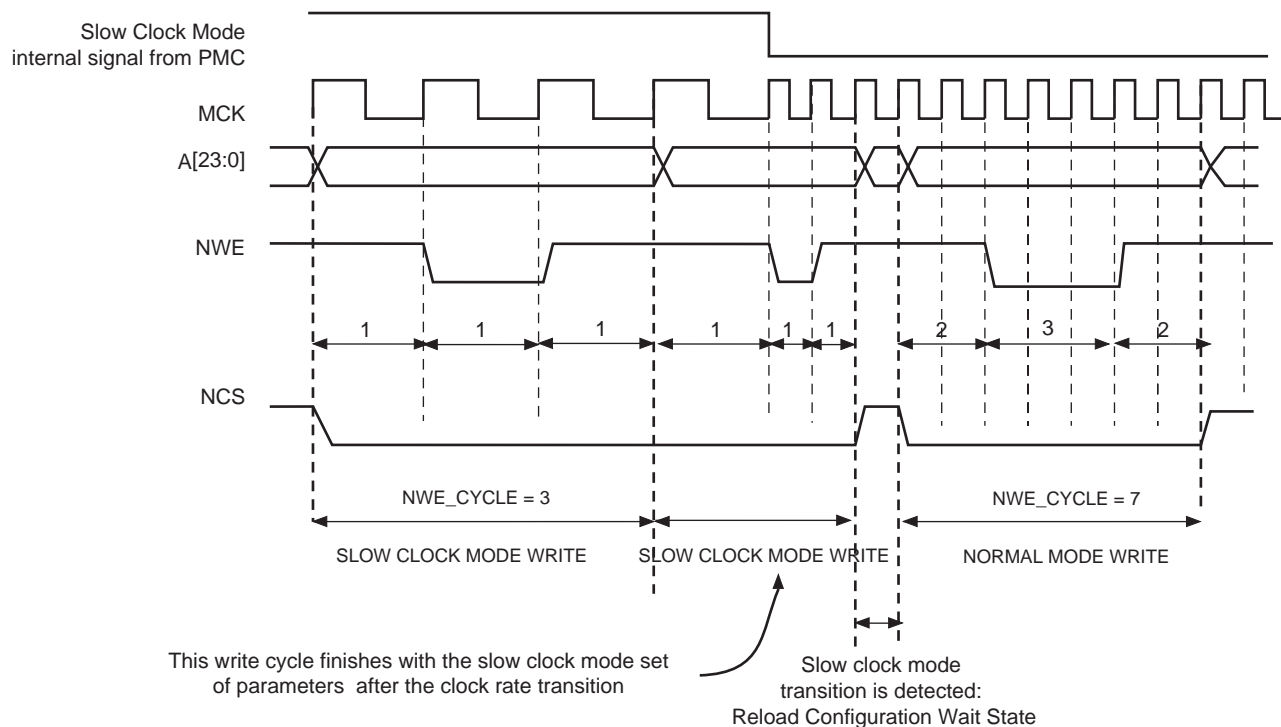 Slow Clock Mode
internal signal from PMC
MCK
A[23:0]
NWE
1 1 1 1 1 1 2 3 2
NCS
NWE_CYCLE = 3 NWE_CYCLE = 7
SLOW CLOCK MODE WRITE SLOW CLOCK MODE WRITE NORMAL MODE WRITE
This write cycle finishes with the slow clock mode set
of parameters after the clock rate transition
Slow clock mode
transition is detected:
Reload Configuration Wait State